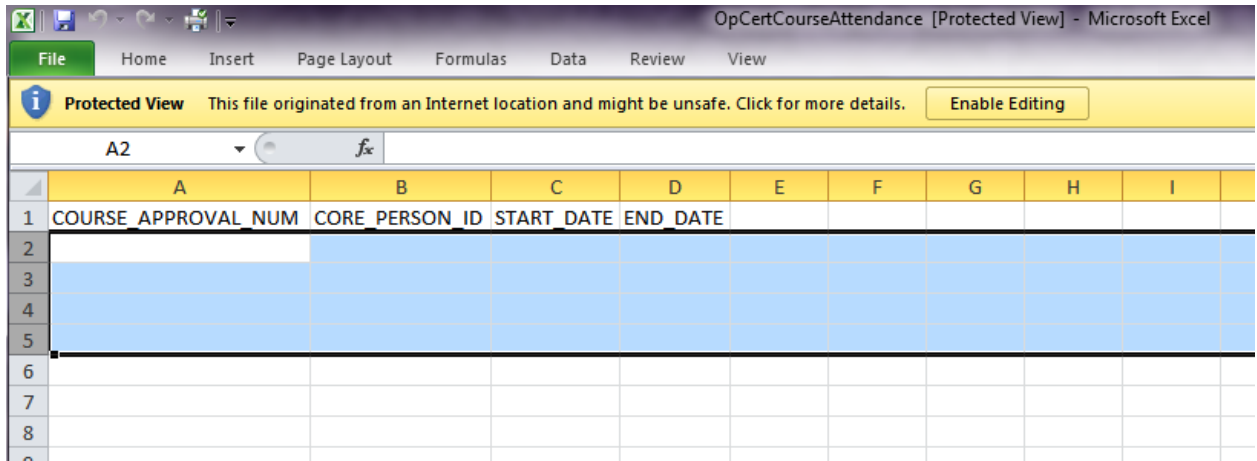 OpCertCourseAttendance [Protected View] - Microsoft Excel
File Home Insert Page Layout Formulas Data Review View
Protected View This file originated from an Internet location and might be unsafe. Click for more details. Enable Editing
A2 fx
A B C D E F G H I
1 COURSE_APPROVAL_NUM CORE_PERSON_ID START_DATE END_DATE
2
3
4
5
6
7
8